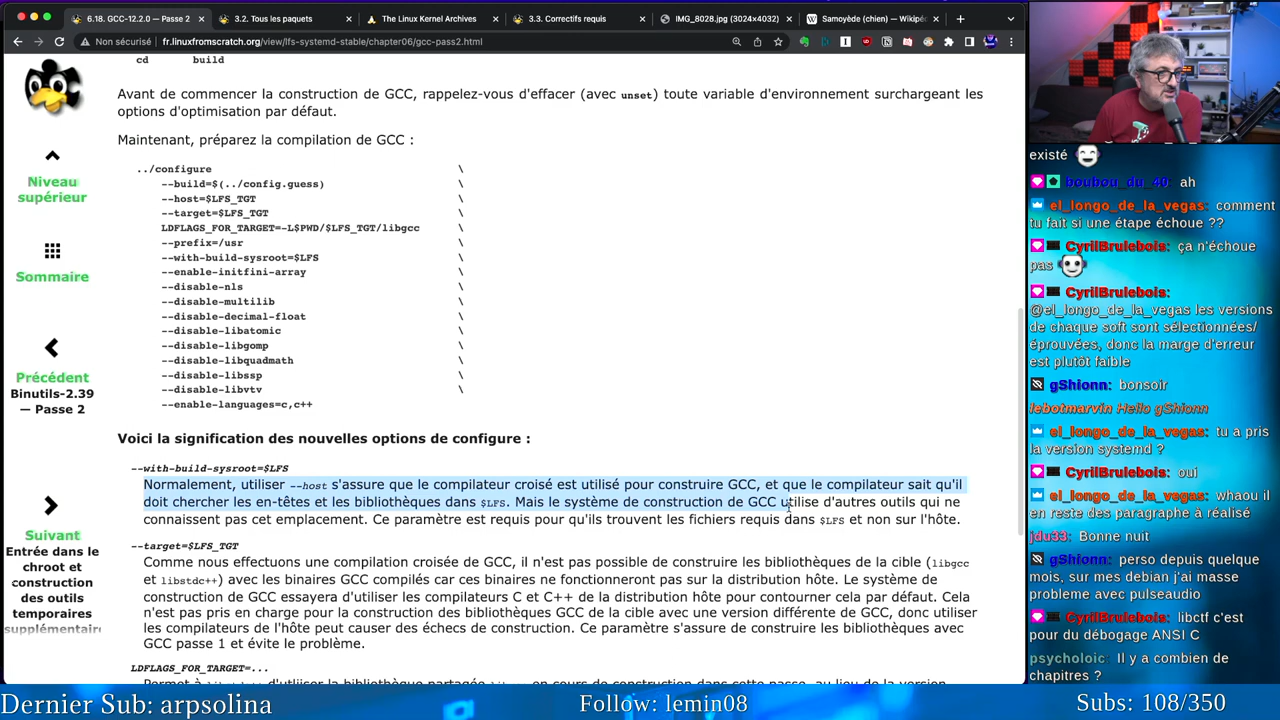 6.18. GCC-12.2.0 — Passe 2
3.2. Tous les paquets
The Linux Kernel Archives
3.3. Correctifs requis
IMG_8028.jpg (3024×4032)
Samoyède (chien) — Wikipé
Non sécurisé
fr.linuxfromscratch.org/view/lfs-systemd-stable/chapter06/gcc-pass2.html
cd build
Avant de commencer la construction de GCC, rappelez-vous d'effacer (avec unset) toute variable d'environnement surchargeant les
options d'optimisation par défaut.
Maintenant, préparez la compilation de GCC :
../configure \
--build=$(../config.guess) \
--host=$LFS_TGT \
--target=$LFS_TGT \
LDFLAGS_FOR_TARGET=-L$PWD/$LFS_TGT/libgcc \
--prefix=/usr \
--with-build-sysroot=$LFS \
--enable-initfini-array \
--disable-nls \
--disable-multilib \
--disable-decimal-float \
--disable-libatomic \
--disable-libgomp \
--disable-libquadmath \
--disable-libssp \
--disable-libvtv \
--enable-languages=c,c++
Voici la signification des nouvelles options de configure :
--with-build-sysroot=$LFS
Normalement, utiliser --host s'assure que le compilateur croisé est utilisé pour construire GCC, et que le compilateur sait qu'il
doit chercher les en-têtes et les bibliothèques dans $LFS. Mais le système de construction de GCC utilise d'autres outils qui ne
connaissent pas cet emplacement. Ce paramètre est requis pour qu'ils trouvent les fichiers requis dans $LFS et non sur l'hôte.
--target=$LFS_TGT
Comme nous effectuons une compilation croisée de GCC, il n'est pas possible de construire les bibliothèques de la cible (libgcc
et libstdc++) avec les binaires GCC compilés car ces binaires ne fonctionneront pas sur la distribution hôte. Le système de
construction de GCC essayera d'utiliser les compilateurs C et C++ de la distribution hôte pour contourner cela par défaut. Cela
n'est pas pris en charge pour la construction des bibliothèques GCC de la cible avec une version différente de GCC, donc utiliser
les compilateurs de l'hôte peut causer des échecs de construction. Ce paramètre s'assure de construire les bibliothèques avec
GCC passe 1 et évite le problème.
LDFLAGS_FOR_TARGET=...
Niveau
supérieur
Sommaire
Précédent
Binutils-2.39
— Passe 2
Suivant
Entrée dans le
chroot et
construction
des outils
temporaires
supplémentaire
existé
boubou_du_40: ah
el_longo_de_la_vegas: comment
tu fait si une étape échoue ??
CyrilBrulebois: ça n'échoue
pas
CyrilBrulebois:
@el_longo_de_la_vegas les versions
de chaque soft sont sélectionnées/
éprouvées, donc la marge d'erreur
est plutôt faible
gShionn: bonsoir
lebotmarvin Hello gShionn
el_longo_de_la_vegas: tu a pris
la version systemd ?
CyrilBrulebois: oui
el_longo_de_la_vegas: whaou il
en reste des paragraphe à réalisé
jdu33: Bonne nuit
gShionn: perso depuis quelque
mois, sur mes debian j'ai masse
probleme avec pulseaudio
CyrilBrulebois: libctf c'est
pour du débogage ANSI C
psycholoic: Il y a combien de
chapitres ?
Dernier Sub: arpsolina
Follow: lemin08
Subs: 108/350